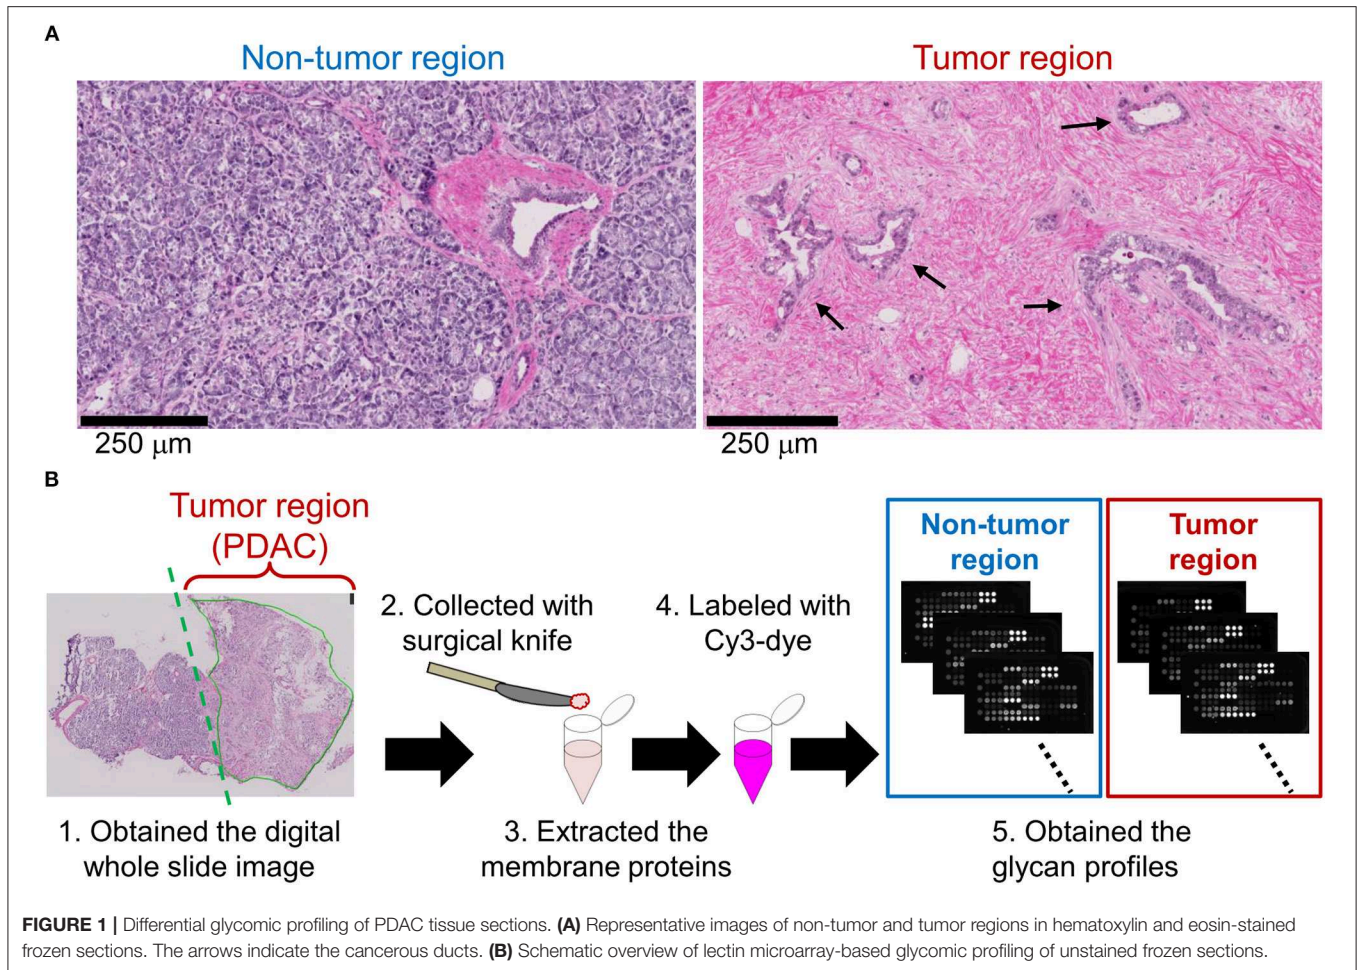 A
Non-tumor region
Tumor region
250 μm
250 μm
B
Tumor region
(PDAC)
2. Collected with
surgical knife
4. Labeled with
Cy3-dye
Non-tumor
region
Tumor
region
1. Obtained the digital
whole slide image
3. Extracted the
membrane proteins
5. Obtained the
glycan profiles
FIGURE 1 | Differential glycomic profiling of PDAC tissue sections. (A) Representative images of non-tumor and tumor regions in hematoxylin and eosin-stained
frozen sections. The arrows indicate the cancerous ducts. (B) Schematic overview of lectin microarray-based glycomic profiling of unstained frozen sections.